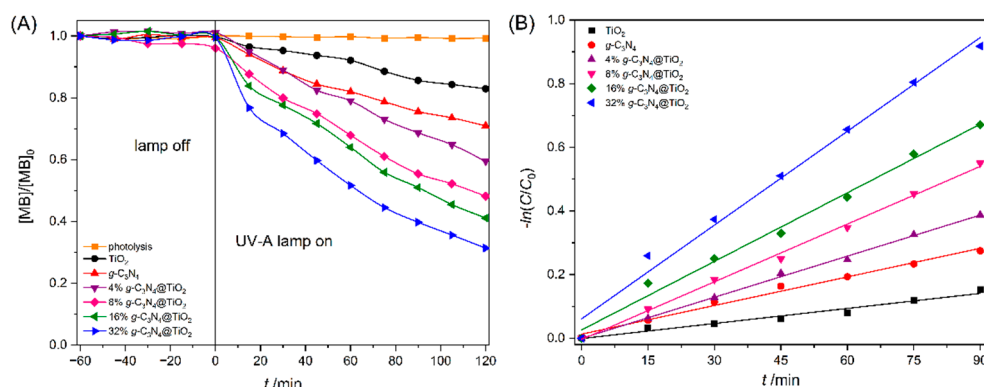 (A)
[MB]/[MB]0
1.0
0.8
0.6
0.4
0.2
0.0
lamp off
UV-A lamp on
photolysis
TiO2
g-C3N4
4% g-C3N4@TiO2
8% g-C3N4@TiO2
16% g-C3N4@TiO2
32% g-C3N4@TiO2
−60 −40 −20 0 20 40 60 80 100 120
t /min
(B)
-ln(C/C0)
TiO2
g-C3N4
4% g-C3N4@TiO2
8% g-C3N4@TiO2
16% g-C3N4@TiO2
32% g-C3N4@TiO2
0.8
0.6
0.4
0.2
0.0
0 15 30 45 60 75 90
t /min